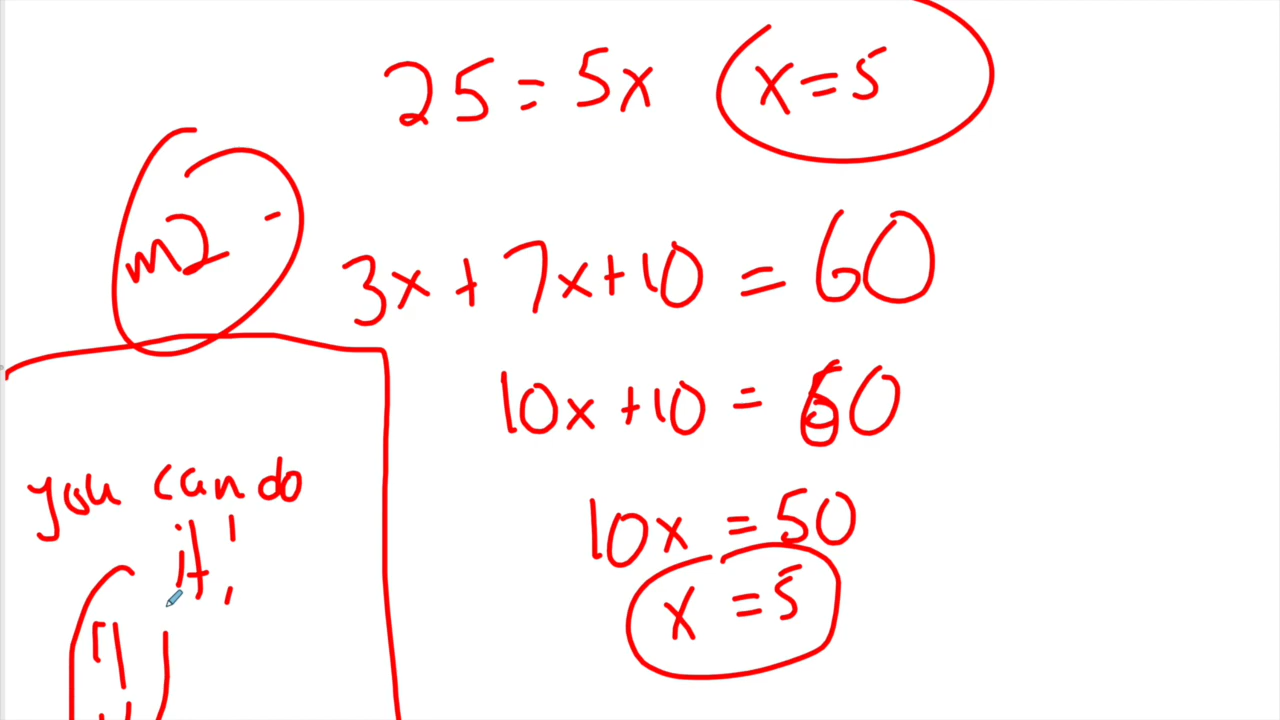 25 = 5x x = 5
m2 -
3x + 7x + 10 = 60
10x + 10 = 60
10x = 50
x = 5
you can do
it!